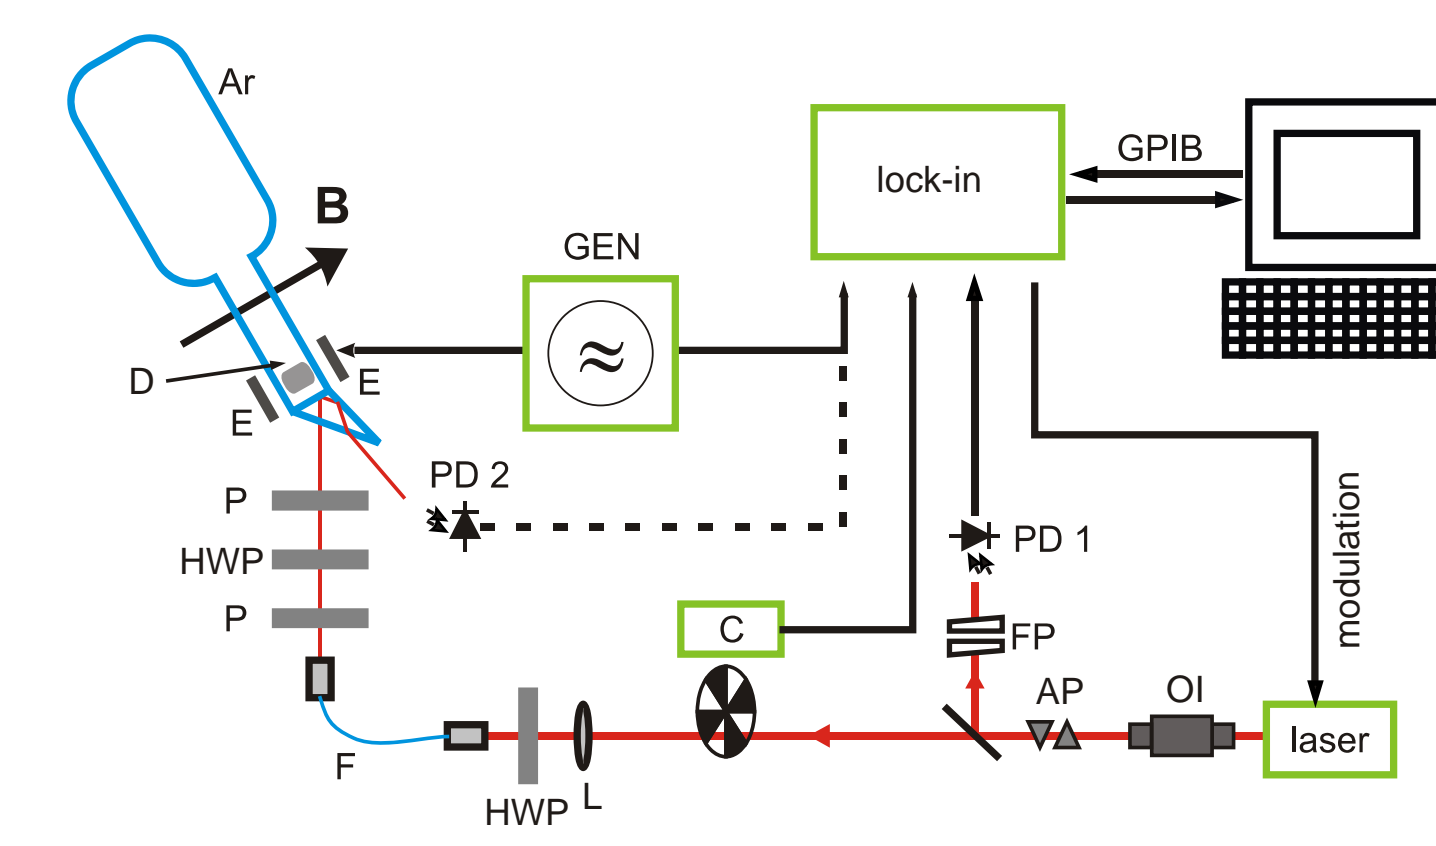 Ar
B
GEN
lock-in
GPIB
D
E
E
PD 2
P
HWP
P
F
HWP
L
C
PD 1
FP
AP
OI
laser
modulation
≈